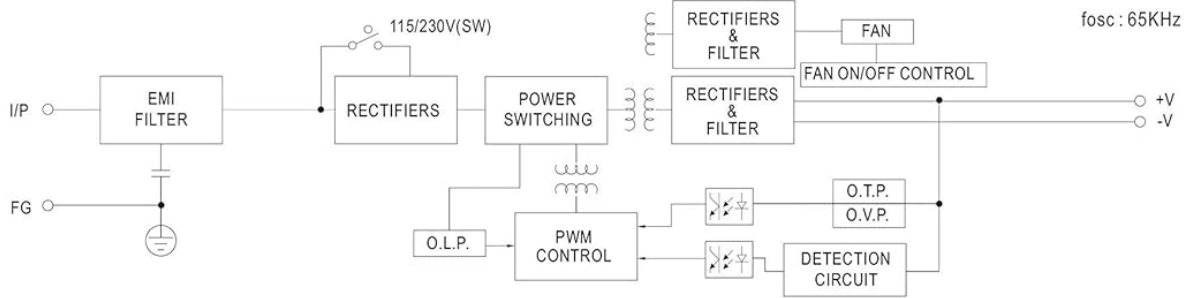 115/230V(SW)
RECTIFIERS
&
FILTER
FAN
fosc : 65KHz
FAN ON/OFF CONTROL
I/P
EMI
FILTER
RECTIFIERS
POWER
SWITCHING
RECTIFIERS
&
FILTER
+V
-V
FG
O.L.P.
PWM
CONTROL
O.T.P.
O.V.P.
DETECTION
CIRCUIT